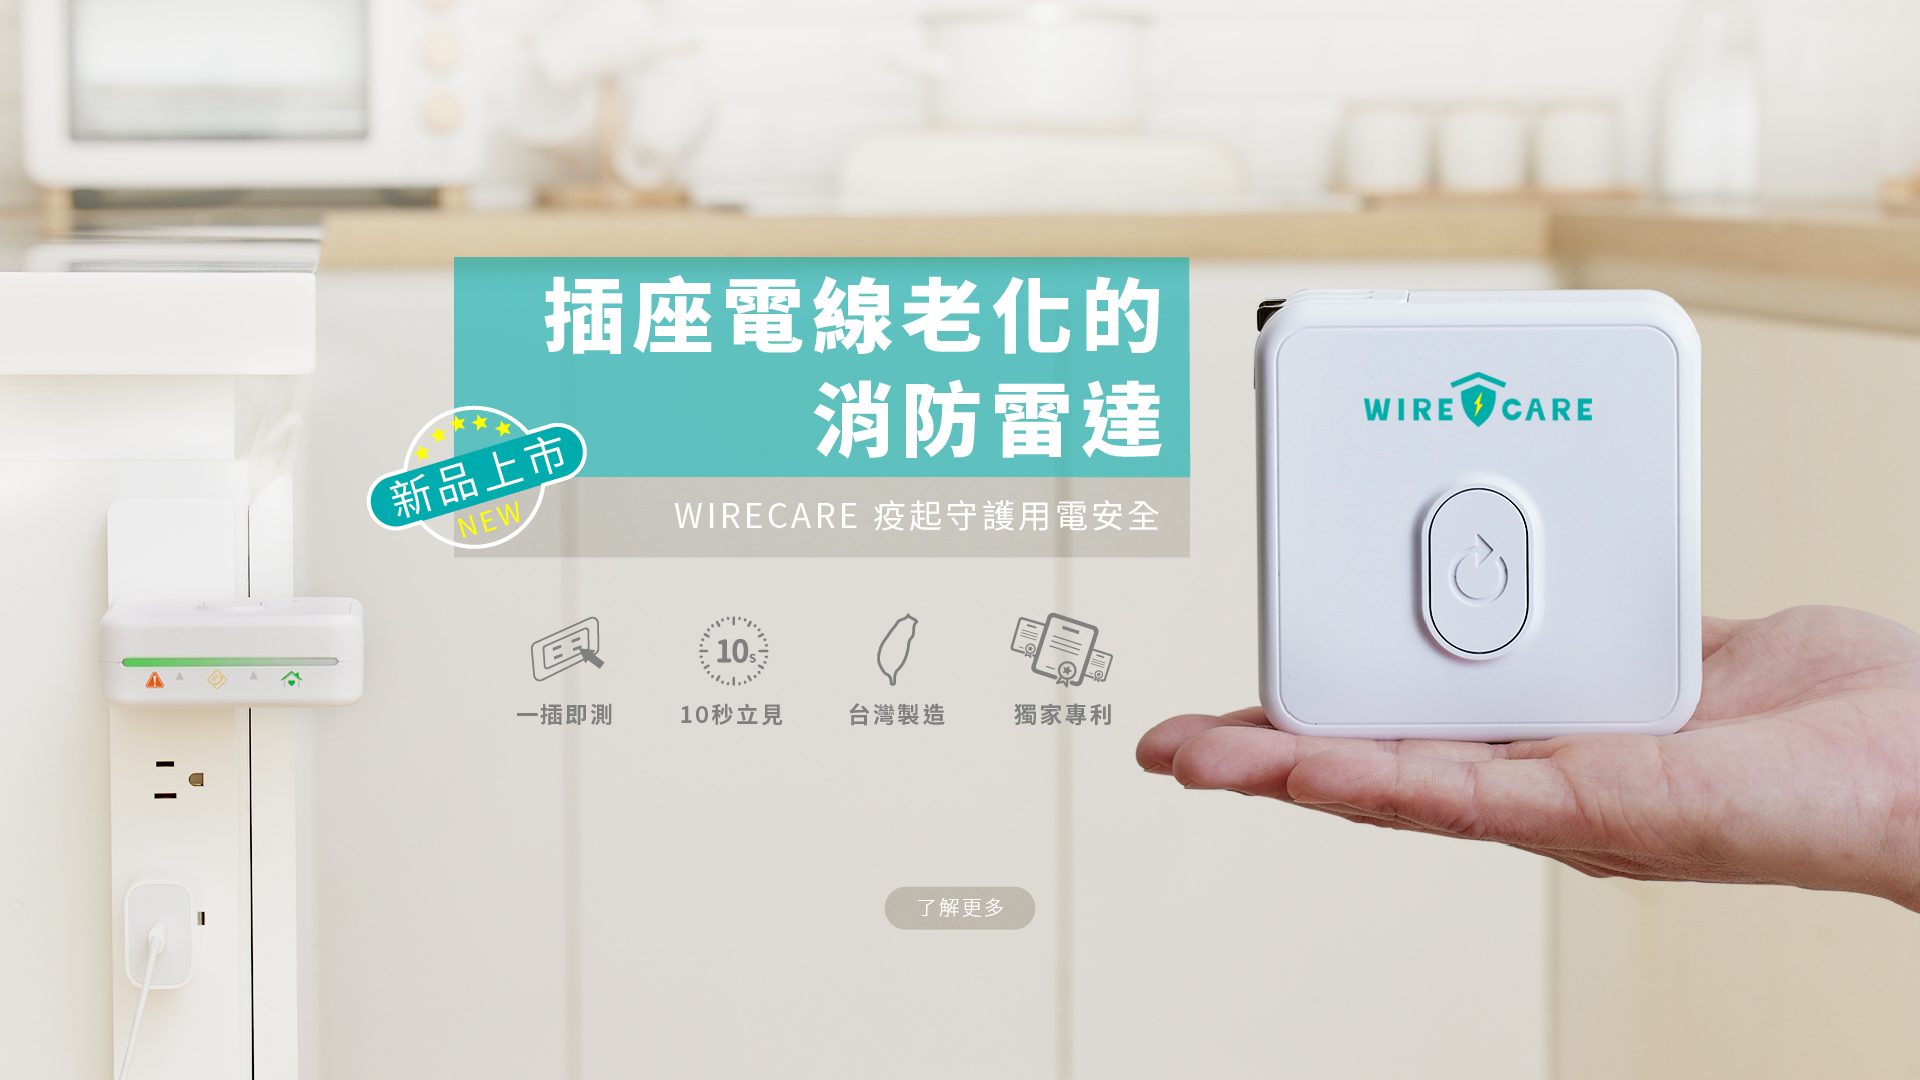 插座電線老化的
消防雷達
新品上市
NEW
WIRECARE 疫起守護用電安全
WIRE CARE
10s
一插即測
10秒立見
台灣製造
獨家專利
了解更多